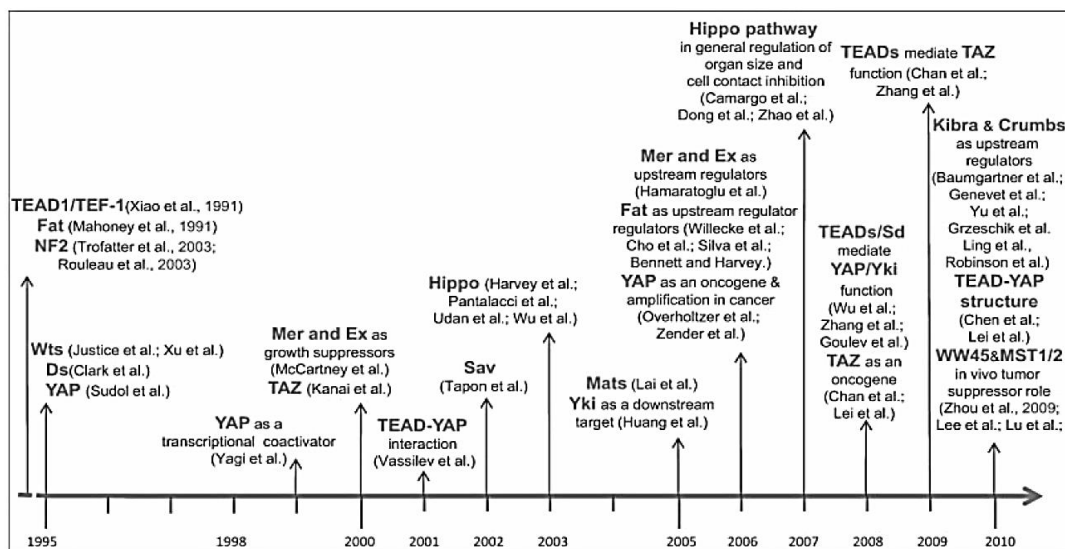 TEAD1/TEF-1(Xiao et al., 1991)
Fat (Mahoney et al., 1991)
NF2 (Trofatter et al., 2003;
Rouleau et al., 2003)
Wts (Justice et al.; Xu et al.)
Ds(Clark et al.)
YAP (Sudol et al.)
YAP as a
transcriptional coactivator
(Yagi et al.)
Mer and Ex as
growth suppressors
(McCartney et al.)
TAZ (Kanai et al.)
TEAD-YAP
interaction
(Vassilev et al.)
Sav
(Tapon et al.)
Hippo (Harvey et al.;
Pantalacci et al.;
Udan et al.; Wu et al.)
Mats (Lai et al.)
Yki as a downstream
target (Huang et al.)
Mer and Ex as
upstream regulators
(Hamaratoglu et al.)
Fat as upstream regulator
regulators (Willecke et al.;
Cho et al.; Silva et al.;
Bennett and Harvey.)
YAP as an oncogene &
amplification in cancer
(Overholtzer et al.;
Zender et al.)
Hippo pathway
in general regulation of
organ size and
cell contact inhibition
(Camargo et al.;
Dong et al.; Zhao et al.)
TEADs/Sd
mediate
YAP/Yki
function
(Wu et al.;
Zhang et al.;
Goulev et al.)
TAZ as an
oncogene
(Chan et al.;
Lei et al.)
TEADs mediate TAZ
function (Chan et al.;
Zhang et al.)
Kibra & Crumbs
as upstream
regulators
(Baumgartner et al.;
Genevet et al.;
Yu et al.;
Grzeschik et al.
Ling et al.,
Robinson et al.)
TEAD-YAP
structure
(Chen et al.;
Lei et al.)
WW45&MST1/2
in vivo tumor
suppressor role
(Zhou et al., 2009;
Lee et al.; Lu et al.;
1995 1998 2000 2001 2002 2003 2005 2006 2007 2008 2009 2010